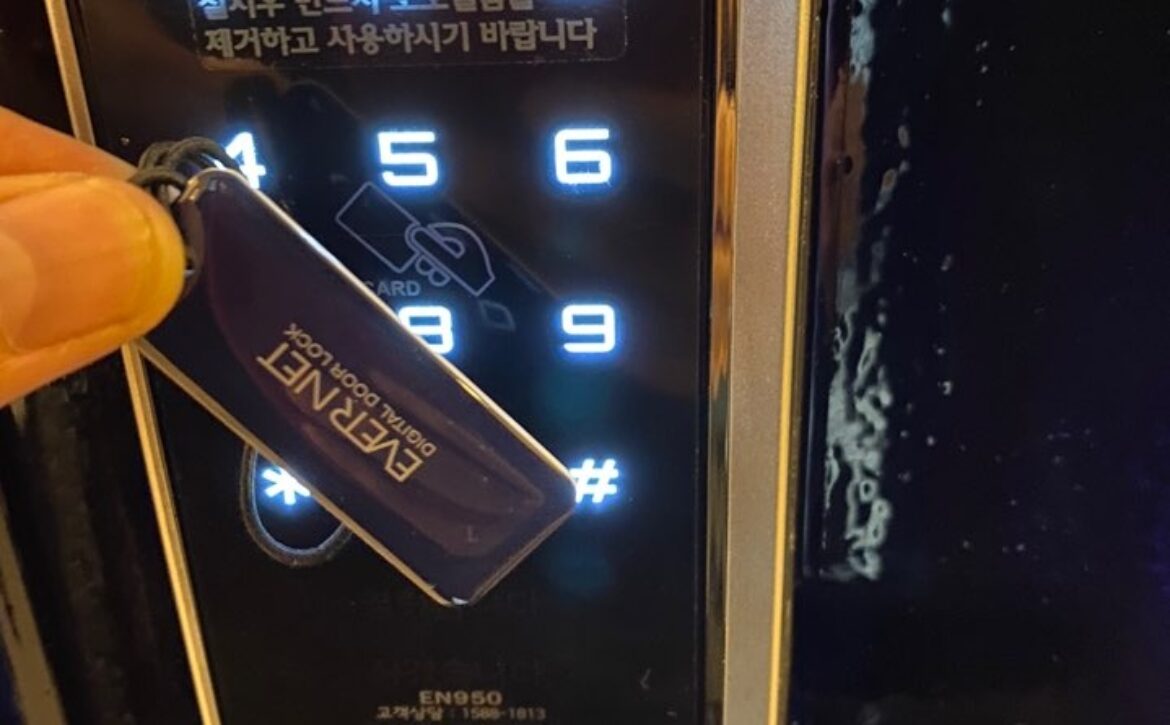 제거하고 사용하시기 바랍니다
4 5 6
CARD
8 9
EVERNET
DIGITAL DOOR LOCK
* #
EN950
고객상담 : 1588-1813